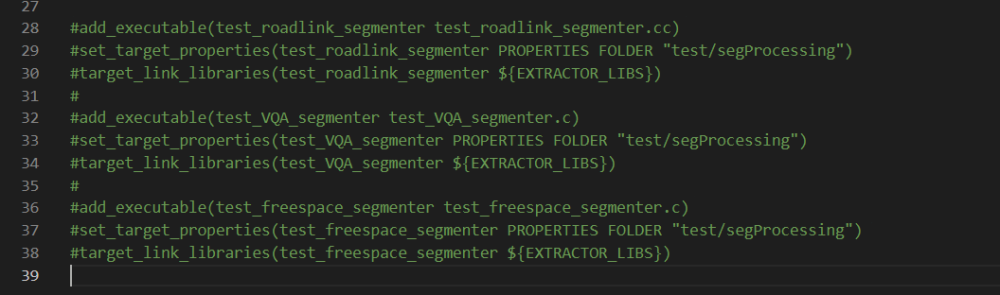 27
28 #add_executable(test_roadlink_segmenter test_roadlink_segmenter.cc)
29 #set_target_properties(test_roadlink_segmenter PROPERTIES FOLDER "test/segProcessing")
30 #target_link_libraries(test_roadlink_segmenter ${EXTRACTOR_LIBS})
31 #
32 #add_executable(test_VQA_segmenter test_VQA_segmenter.c)
33 #set_target_properties(test_VQA_segmenter PROPERTIES FOLDER "test/segProcessing")
34 #target_link_libraries(test_VQA_segmenter ${EXTRACTOR_LIBS})
35 #
36 #add_executable(test_freespace_segmenter test_freespace_segmenter.c)
37 #set_target_properties(test_freespace_segmenter PROPERTIES FOLDER "test/segProcessing")
38 #target_link_libraries(test_freespace_segmenter ${EXTRACTOR_LIBS})
39